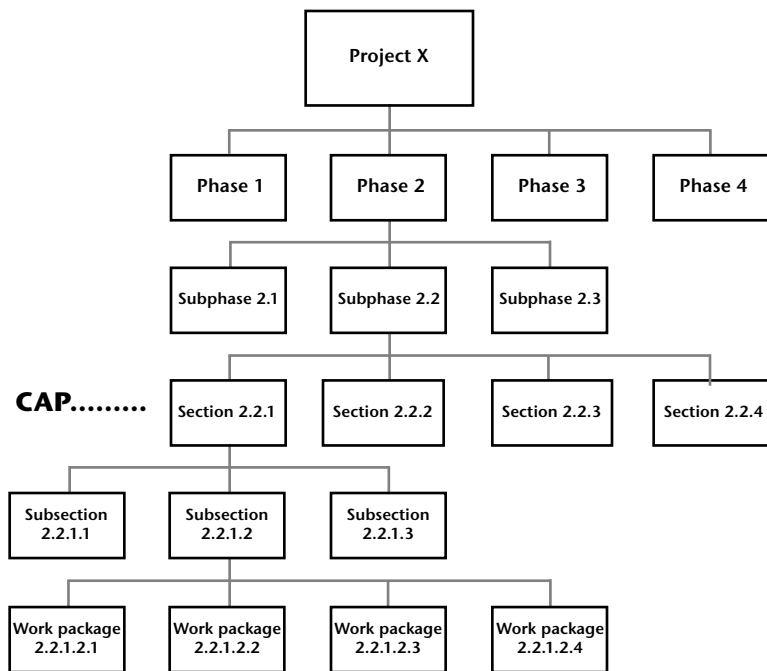 Project X
Phase 1
Phase 2
Phase 3
Phase 4
Subphase 2.1
Subphase 2.2
Subphase 2.3
CAP.........
Section 2.2.1
Section 2.2.2
Section 2.2.3
Section 2.2.4
Subsection
2.2.1.1
Subsection
2.2.1.2
Subsection
2.2.1.3
Work package
2.2.1.2.1
Work package
2.2.1.2.2
Work package
2.2.1.2.3
Work package
2.2.1.2.4